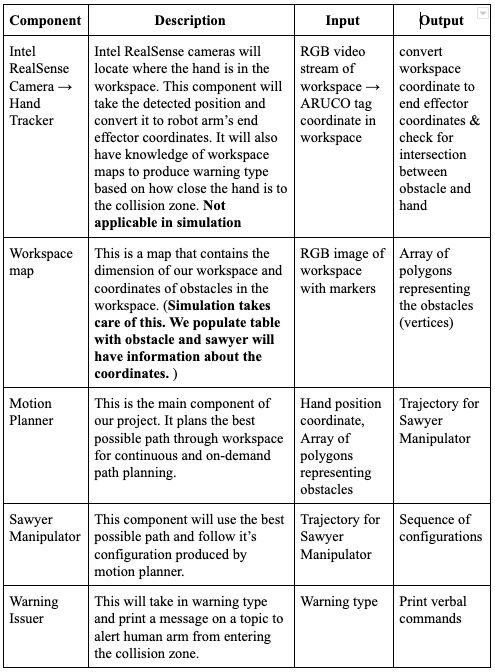 Component Description Input Output
Intel
RealSense
Camera →
Hand
Tracker
Intel RealSense cameras will
locate where the hand is in the
workspace. This component will
take the detected position and
convert it to robot arm's end
effector coordinates. It will also
have knowledge of workspace
maps to produce warning type
based on how close the hand is to
the collision zone. Not
applicable in simulation
RGB video
stream of
workspace →
ARUCO tag
coordinate in
workspace
convert
workspace
coordinate to
end effector
coordinates &
check for
intersection
between
obstacle and
hand
Workspace
map
This is a map that contains the
dimension of our workspace and
coordinates of obstacles in the
workspace. (Simulation takes
care of this. We populate table
with obstacle and sawyer will
have information about the
coordinates. )
RGB image of
workspace
with markers
Array of
polygons
representing
the obstacles
(vertices)
Motion
Planner
This is the main component of
our project. It plans the best
possible path through workspace
for continuous and on-demand
path planning.
Hand position
coordinate,
Array of
polygons
representing
obstacles
Trajectory for
Sawyer
Manipulator
Sawyer
Manipulator
This component will use the best
possible path and follow it's
configuration produced by
motion planner.
Trajectory for
Sawyer
Manipulator
Sequence of
configurations
Warning
Issuer
This will take in warning type
and print a message on a topic to
alert human arm from entering
the collision zone.
Warning type
Print verbal
commands